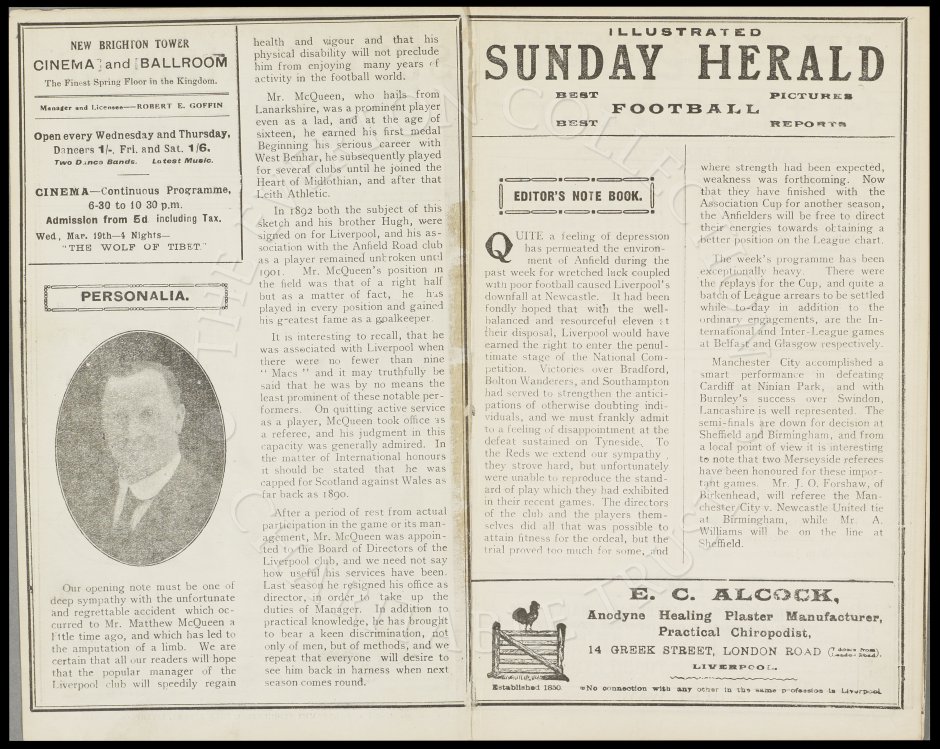 NEW BRIGHTON TOWER
CINEMA and BALLROOM
The Finest Spring Floor in the Kingdom.
Manager and Licensee—ROBERT E. GOFFIN
Open every Wednesday and Thursday,
Dancers 1/-, Fri. and Sat. 1/6.
Two Dance Bands. Latest Music.
CINEMA—Continuous Programme,
6-30 to 10 30 p.m.
Admission from 5d including Tax.
Wed, Mar. 19th—4 Nights—
"THE WOLF OF TIBET."
PERSONALIA.
Our opening note must be one of
deep sympathy with the unfortunate
and regrettable accident which oc-
curred to Mr. Matthew McQueen a
little time ago, and which has led to
the amputation of a limb. We are
certain that all our readers will hope
that the popular manager of the
Liverpool club will speedily regain
health and vigour and that his
physical disability will not preclude
him from enjoying many years of
activity in the football world.
Mr. McQueen, who hails from
Lanarkshire, was a prominent player
even as a lad, and at the age of
sixteen, he earned his first medal
Beginning his serious career with
West Benhar, he subsequently played
for several clubs until he joined the
Heart of Midlothian, and after that
Leith Athletic.
In 1892 both the subject of this
sketch and his brother Hugh, were
signed on for Liverpool, and his as-
sociation with the Anfield Road club
as a player remained unbroken until
1901. Mr. McQueen's position in
the field was that of a right half
but as a matter of fact, he has
played in every position and gained
his greatest fame as a goalkeeper
It is interesting to recall, that he
was associated with Liverpool when
there were no fewer than nine
" Macs " and it may truthfully be
said that he was by no means the
least prominent of these notable per-
formers. On quitting active service
as a player, McQueen took office as
a referee, and his judgment in this
capacity was generally admired. In
the matter of International honours
it should be stated that he was
capped for Scotland against Wales as
far back as 1890.
After a period of rest from actual
participation in the game or its man-
agement, Mr. McQueen was appoin-
ted to the Board of Directors of the
Liverpool club, and we need not say
how useful his services have been.
Last season he resigned his office as
director, in order to take up the
duties of Manager. In addition to
practical knowledge, he has brought
to bear a keen discrimination, not
only of men, but of methods, and we
repeat that everyone will desire to
see him back in harness when next
season comes round.
ILLUSTRATED
SUNDAY HERALD
BEST PICTURES
FOOTBALL
BEST REPORTS
EDITOR'S NOTE BOOK.
QUITE a feeling of depression
has permeated the environ-
ment of Anfield during the
past week for wretched luck coupled
with poor football caused Liverpool's
downfall at Newcastle. It had been
fondly hoped that with the well-
balanced and resourceful eleven at
their disposal, Liverpool would have
earned the right to enter the penul-
timate stage of the National Com-
petition. Victories over Bradford,
Bolton Wanderers, and Southampton
had served to strengthen the antici-
pations of otherwise doubting indi-
viduals, and we must frankly admit
to a feeling of disappointment at the
defeat sustained on Tyneside. To
the Reds we extend our sympathy,
they strove hard, but unfortunately
were unable to reproduce the stand-
ard of play which they had exhibited
in their recent games. The directors
of the club and the players them-
selves did all that was possible to
attain fitness for the ordeal, but the
trial proved too much for some, and
where strength had been expected,
weakness was forthcoming. Now
that they have finished with the
Association Cup for another season,
the Anfielders will be free to direct
their energies towards obtaining a
better position on the League chart.
The week's programme has been
exceptionally heavy. There were
the replays for the Cup, and quite a
batch of League arrears to be settled
while to-day in addition to the
ordinary engagements, are the In-
ternational and Inter-League games
at Belfast and Glasgow respectively.
Manchester City accomplished a
smart performance in defeating
Cardiff at Ninian Park, and with
Burnley's success over Swindon,
Lancashire is well represented. The
semi-finals are down for decision at
Sheffield and Birmingham, and from
a local point of view it is interesting
to note that two Merseyside referees
have been honoured for these impor-
tant games. Mr. J. O. Forshaw, of
Birkenhead, will referee the Man-
chester City v. Newcastle United tie
at Birmingham, while Mr. A.
Williams will be on the line at
Sheffield.
E. C. ALCOCK,
Anodyne Healing Plaster Manufacturer,
Practical Chiropodist,
14 GREEK STREET, LONDON ROAD (7 doors from London Road).
LIVERPOOL.
Established 1850. No connection with any other in the same profession in Liverpool